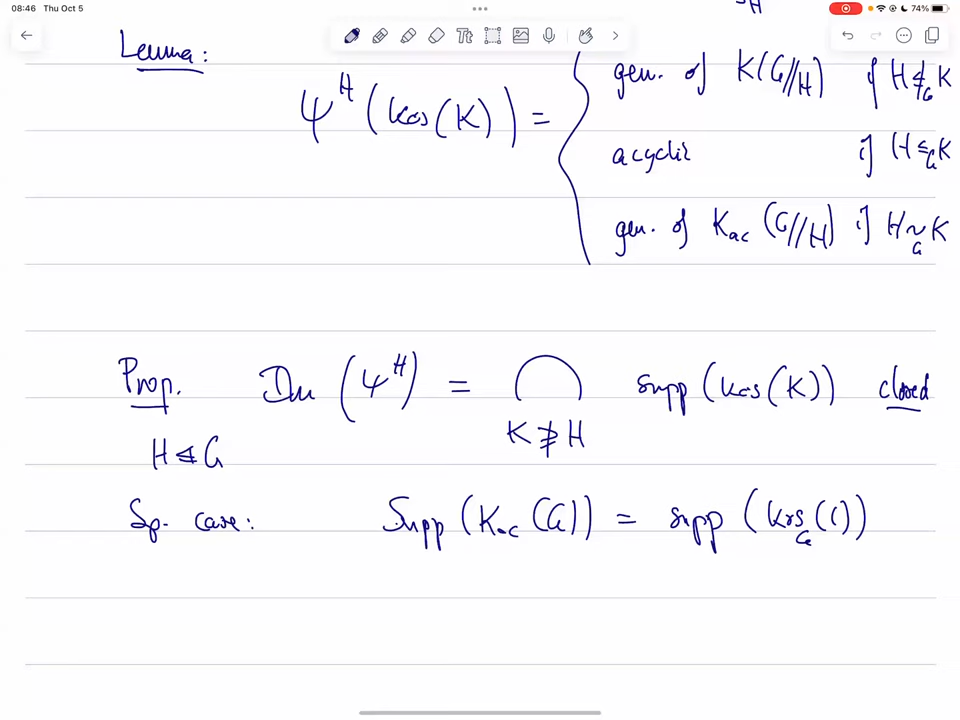 08:46 Thu Oct 5
74%
H
Lemma:
Ψ^H (kos(K)) = { gen. of K(G//H) if H ≰_G K
acyclic if H ≤_G K
gen. of K_ac (G//H) if H ~_G K
Prop. Im (Ψ^H) = ∩_{K ≱ H} supp (kos(K)) closed
H ⊴ G
Sp. case: Supp (K_ac (G)) = supp (kos_G (1))